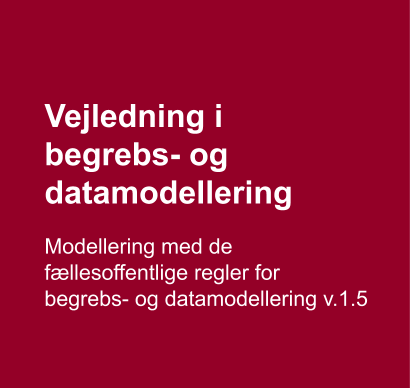 Vejledning i
begrebs- og
datamodellering
Modellering med de
fællesoffentlige regler for
begrebs- og datamodellering v.1.5